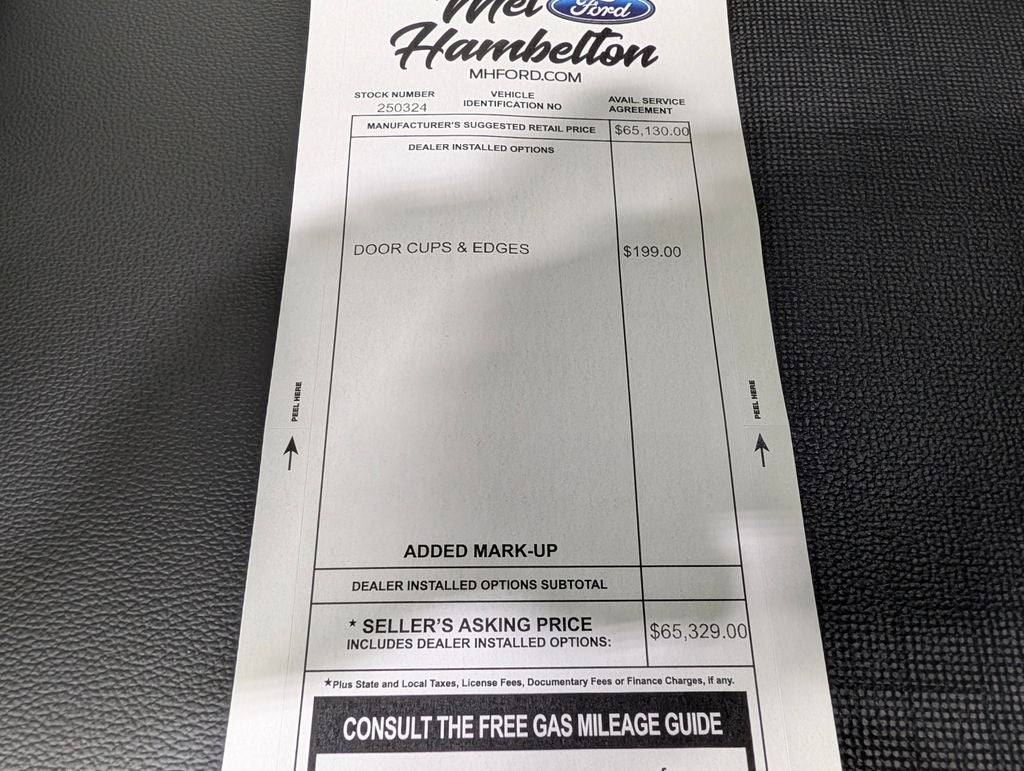 Mel Ford
Hambelton
MHFORD.COM
STOCK NUMBER
250324
VEHICLE
IDENTIFICATION NO
AVAIL. SERVICE
AGREEMENT
MANUFACTURER'S SUGGESTED RETAIL PRICE $65,130.00
DEALER INSTALLED OPTIONS
DOOR CUPS & EDGES $199.00
PEEL HERE
PEEL HERE
ADDED MARK-UP
DEALER INSTALLED OPTIONS SUBTOTAL
* SELLER'S ASKING PRICE
INCLUDES DEALER INSTALLED OPTIONS:
$65,329.00
★Plus State and Local Taxes, License Fees, Documentary Fees or Finance Charges, if any.
CONSULT THE FREE GAS MILEAGE GUIDE